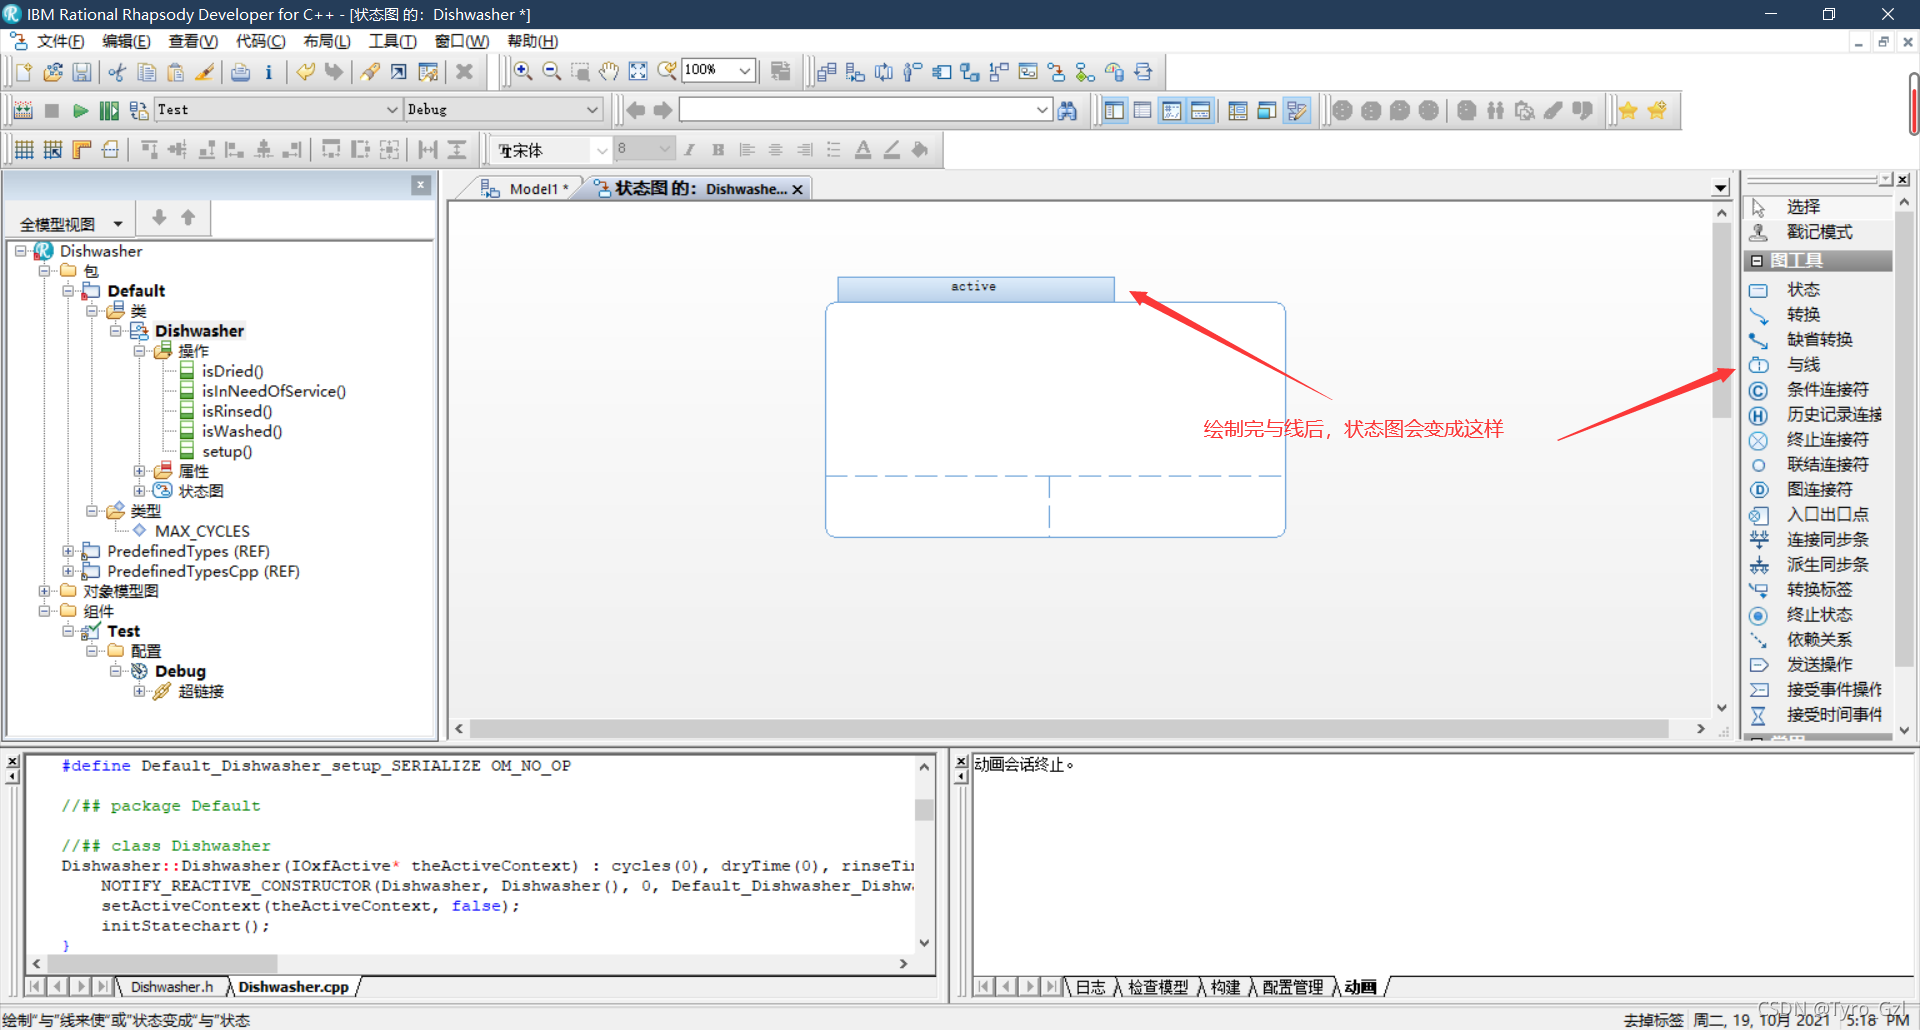 IBM Rational Rhapsody Developer for C++ - [状态图 的：Dishwasher *]
文件(F) 编辑(E) 查看(V) 代码(C) 布局(L) 工具(T) 窗口(W) 帮助(H)
100%
Test Debug
宋体 8
Model1 * 状态图 的：Dishwashe...
全模型视图
Dishwasher
包
Default
类
Dishwasher
操作
isDried()
isInNeedOfService()
isRinsed()
isWashed()
setup()
属性
状态图
类型
MAX_CYCLES
PredefinedTypes (REF)
PredefinedTypesCpp (REF)
对象模型图
组件
Test
配置
Debug
超链接
active
绘制完与线后，状态图会变成这样
选择
戳记模式
图工具
状态
转换
缺省转换
与线
条件连接符
历史记录连接
终止连接符
联结连接符
图连接符
入口出口点
连接同步条
派生同步条
转换标签
终止状态
依赖关系
发送操作
接受事件操作
接受时间事件
#define Default_Dishwasher_setup_SERIALIZE OM_NO_OP
//## package Default
//## class Dishwasher
Dishwasher::Dishwasher(IOxfActive* theActiveContext) : cycles(0), dryTime(0), rinseTi
NOTIFY_REACTIVE_CONSTRUCTOR(Dishwasher, Dishwasher(), 0, Default_Dishwasher_Dishw
setActiveContext(theActiveContext, false);
initStatechart();
}
Dishwasher.h Dishwasher.cpp
动画会话终止。
日志 检查模型 构建 配置管理 动画
绘制“与”线来使“或”状态变成“与”状态
去掉标签 周二, 19, 10月 2021 5:18 PM
CSDN @Tyro_Gzl